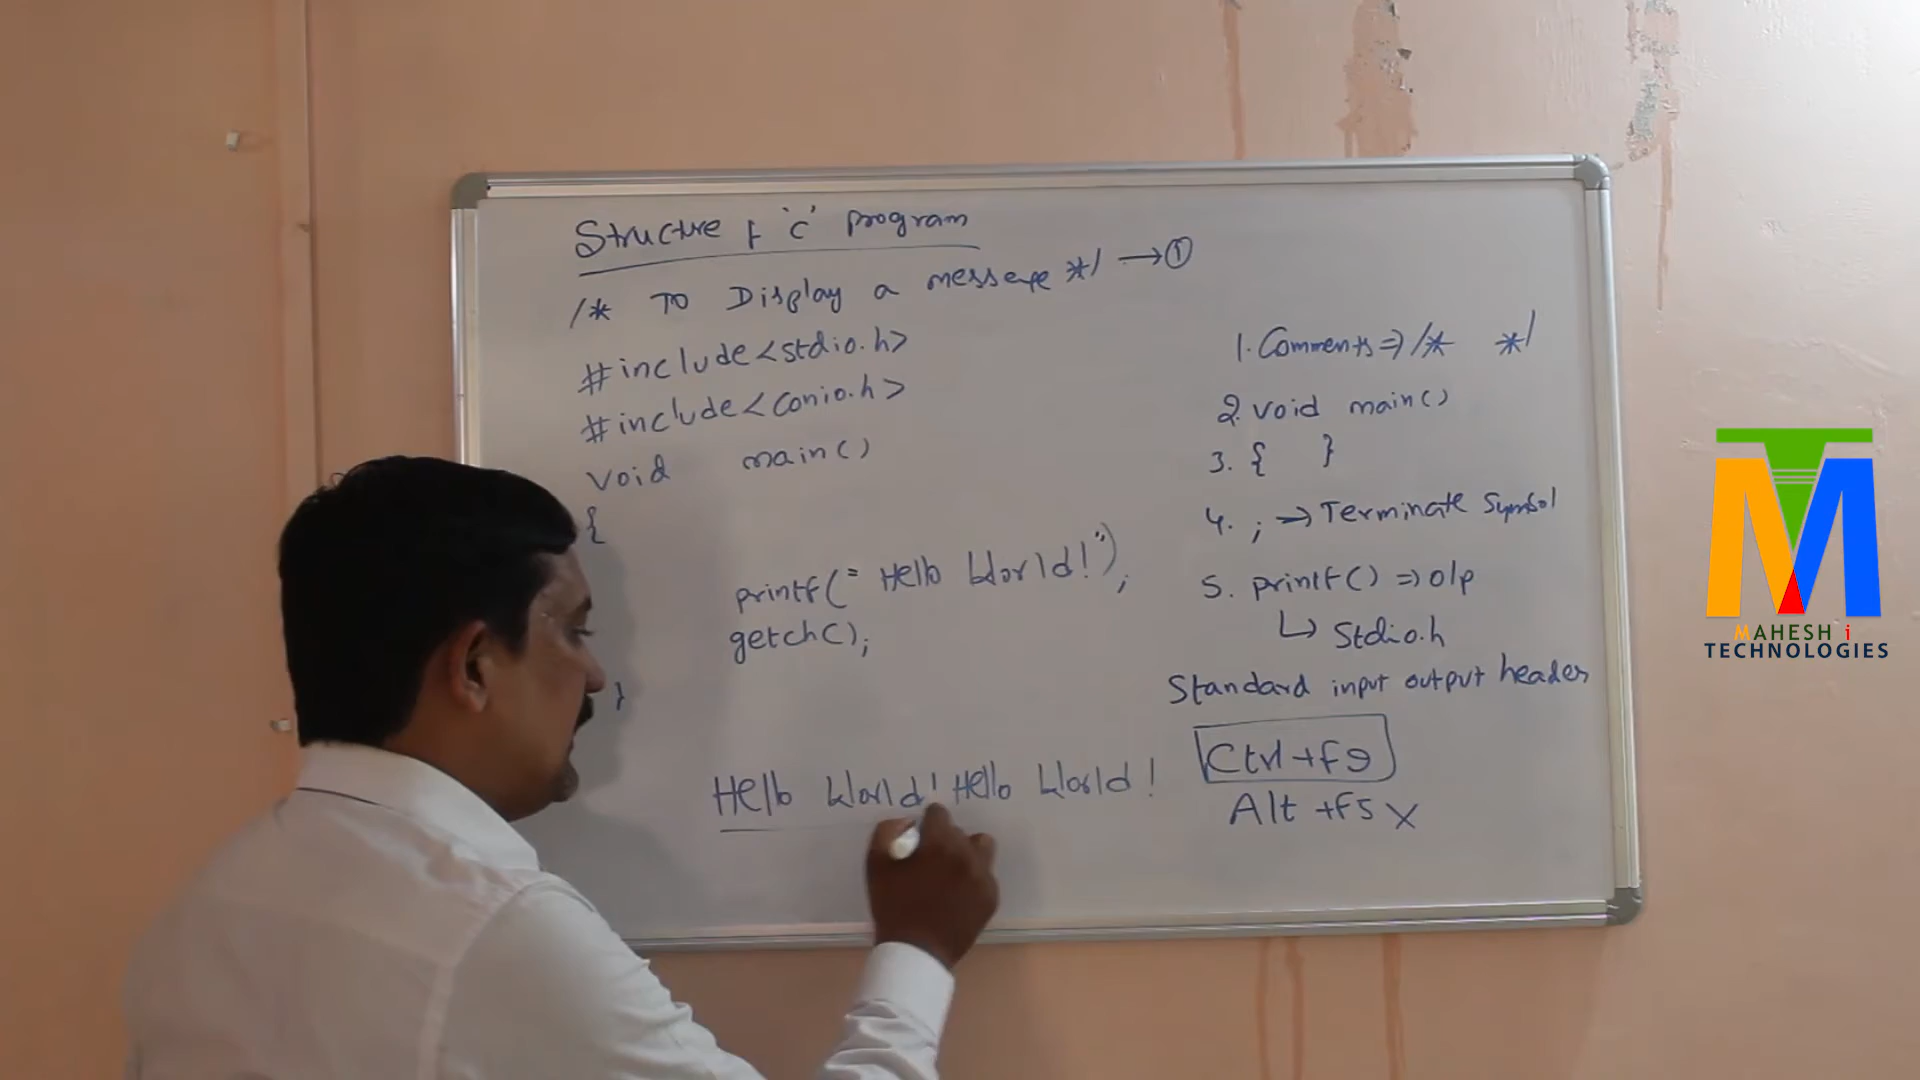 Structure of 'C' program
/* To Display a message */ → ①
#include<stdio.h>
#include<conio.h>
void main()
{
printf("Hello World!");
getch();
}
Hello World! Hello World!
1. Comments => /* */
2. void main()
3. { }
4. ; → Terminate Symbol
5. printf() => o/p
↳ Stdio.h
Standard input output header
Ctrl+F9
Alt+F5 X
MAHESH i
TECHNOLOGIES